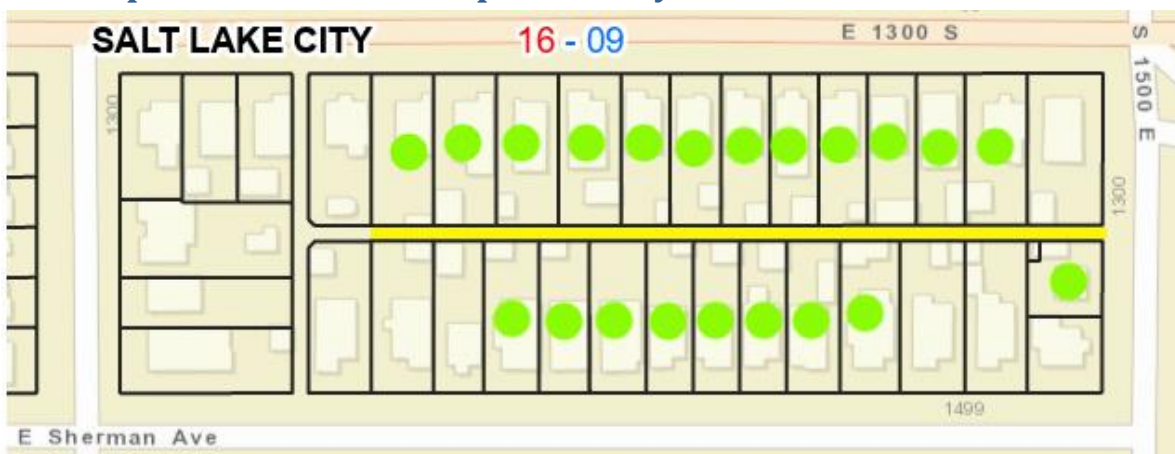 SALT LAKE CITY 16 - 09
E 1300 S
S 1500 E
1300
1300
1499
E Sherman Ave